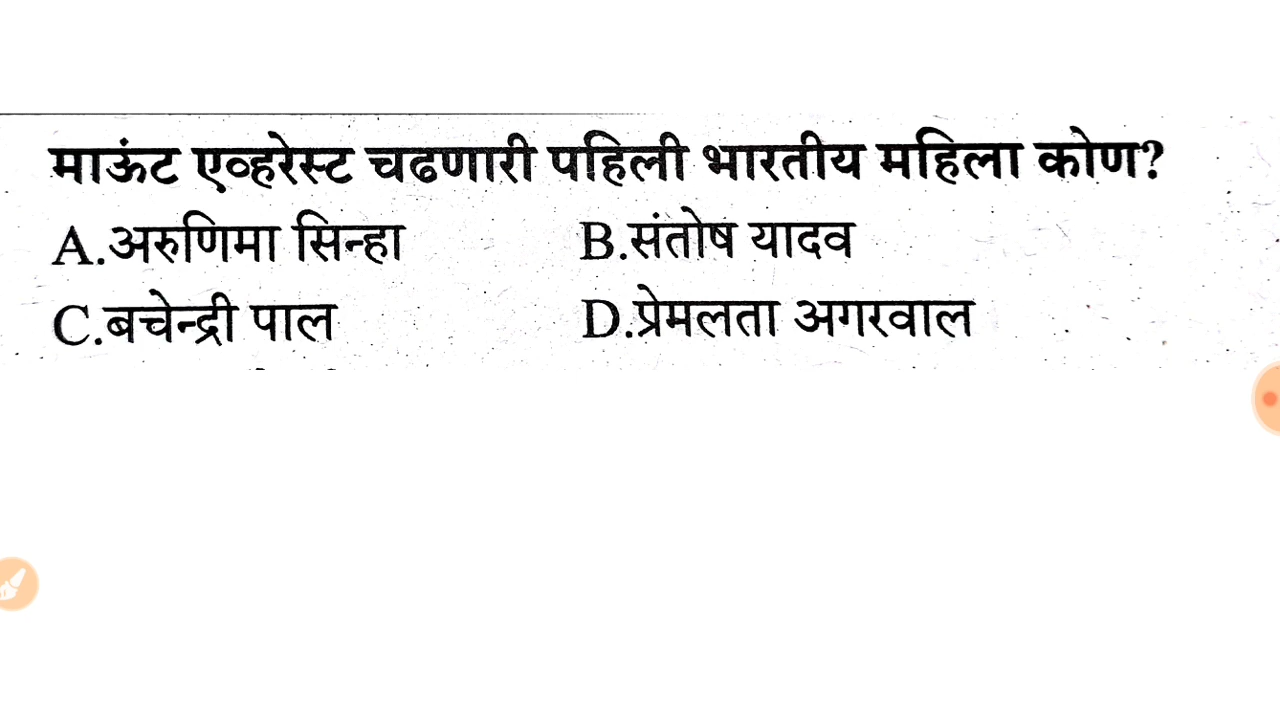 माऊंट एव्हरेस्ट चढणारी पहिली भारतीय महिला कोण?
A.अरुणिमा सिन्हा B.संतोष यादव
C.बचेन्द्री पाल D.प्रेमलता अगरवाल